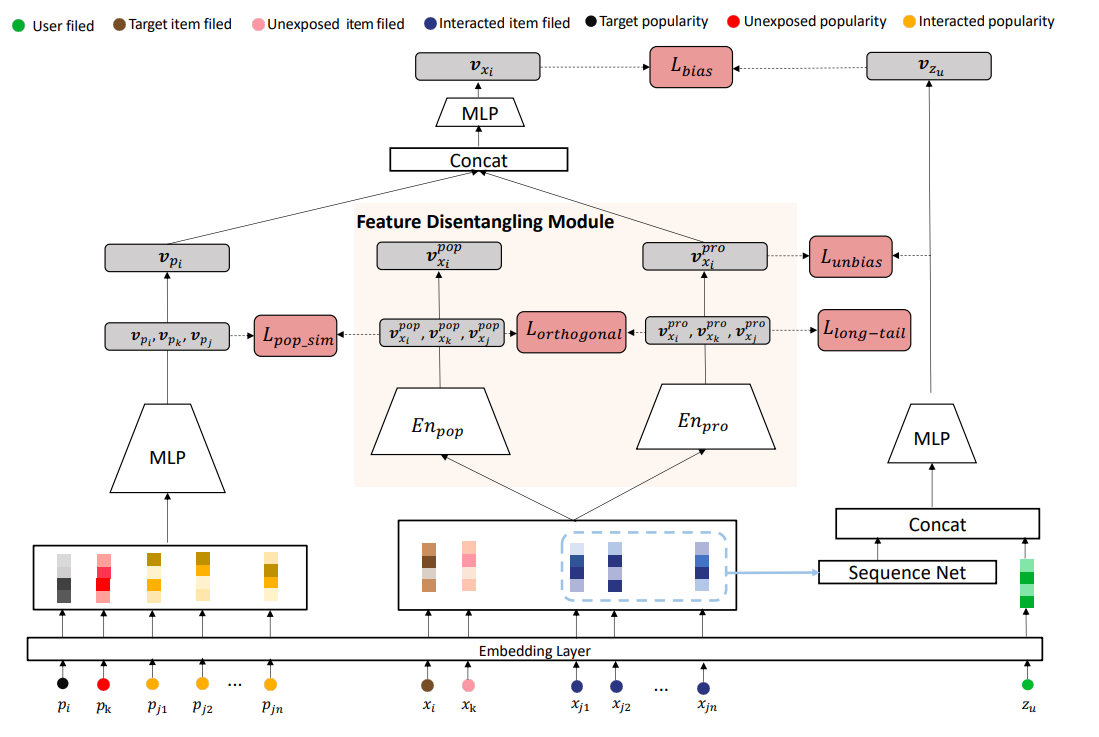 User filed Target item filed Unexposed item filed Interacted item filed Target popularity Unexposed popularity Interacted popularity
v_{x_i} L_{bias} v_{z_u}
MLP
Concat
Feature Disentangling Module
v_{p_i} v_{x_i}^{pop} v_{x_i}^{pro} L_{unbias}
v_{p_i}, v_{p_k}, v_{p_j} L_{pop_sim} v_{x_i}^{pop}, v_{x_k}^{pop}, v_{x_j}^{pop} L_{orthogonal} v_{x_i}^{pro}, v_{x_k}^{pro}, v_{x_j}^{pro} L_{long-tail}
MLP En_{pop} En_{pro} MLP
Concat
Sequence Net
Embedding Layer
p_i p_k p_{j1} p_{j2} ... p_{jn} x_i x_k x_{j1} x_{j2} ... x_{jn} z_u